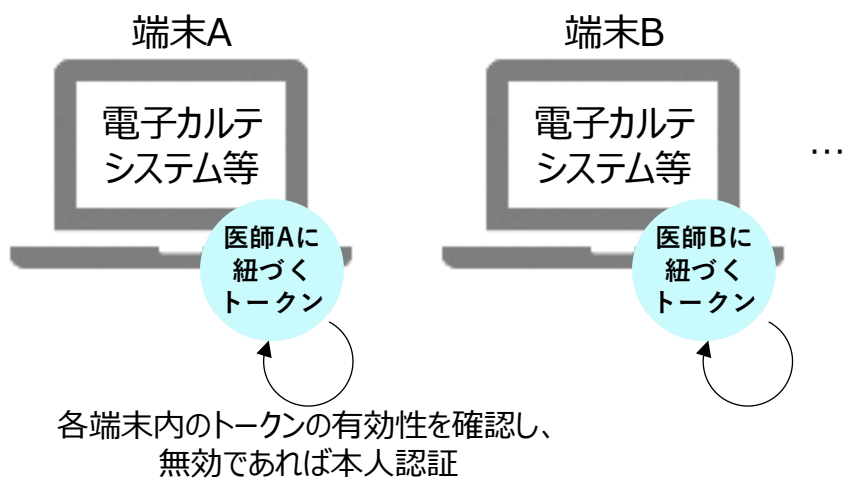 端末A
電子カルテ
システム等
医師Aに
紐づく
トークン
端末B
電子カルテ
システム等
医師Bに
紐づく
トークン
…
各端末内のトークンの有効性を確認し、
無効であれば本人認証